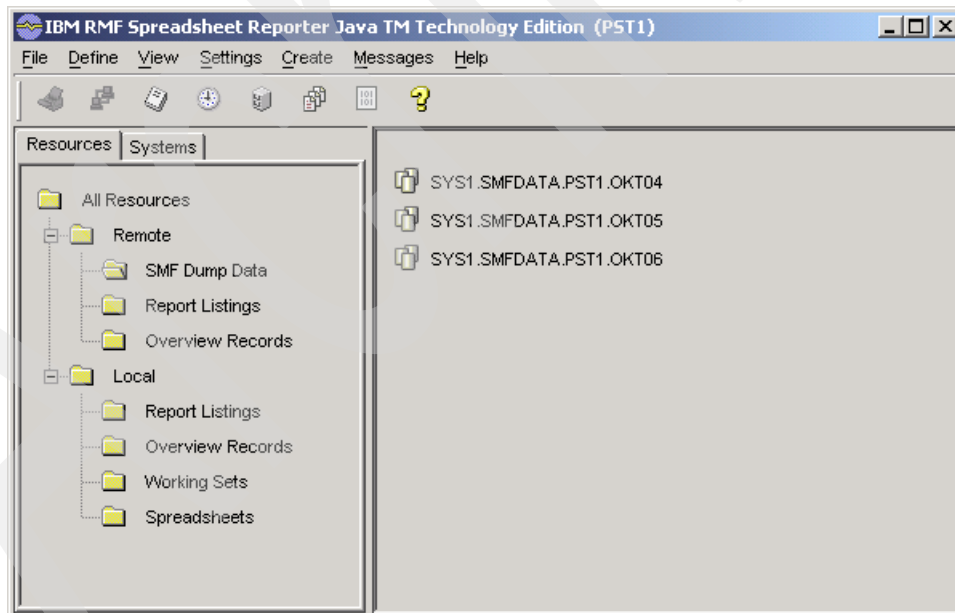 IBM RMF Spreadsheet Reporter Java TM Technology Edition (PST1)
File Define View Settings Create Messages Help
Resources Systems
All Resources
Remote
SMF Dump Data
Report Listings
Overview Records
Local
Report Listings
Overview Records
Working Sets
Spreadsheets
SYS1.SMFDATA.PST1.OKT04
SYS1.SMFDATA.PST1.OKT05
SYS1.SMFDATA.PST1.OKT06